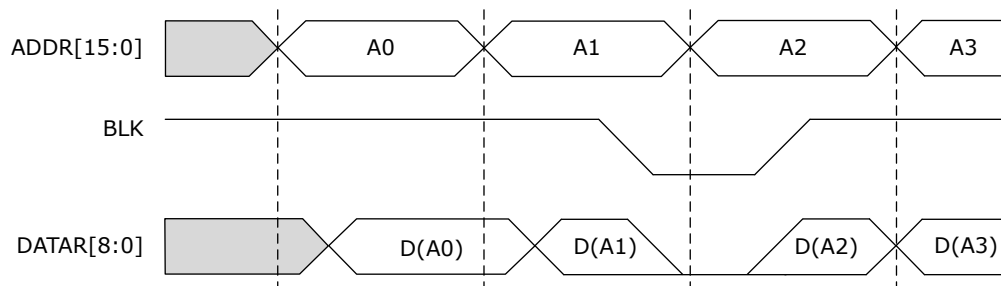 ADDR[15:0] A0 A1 A2 A3
BLK
DATAR[8:0] D(A0) D(A1) D(A2) D(A3)